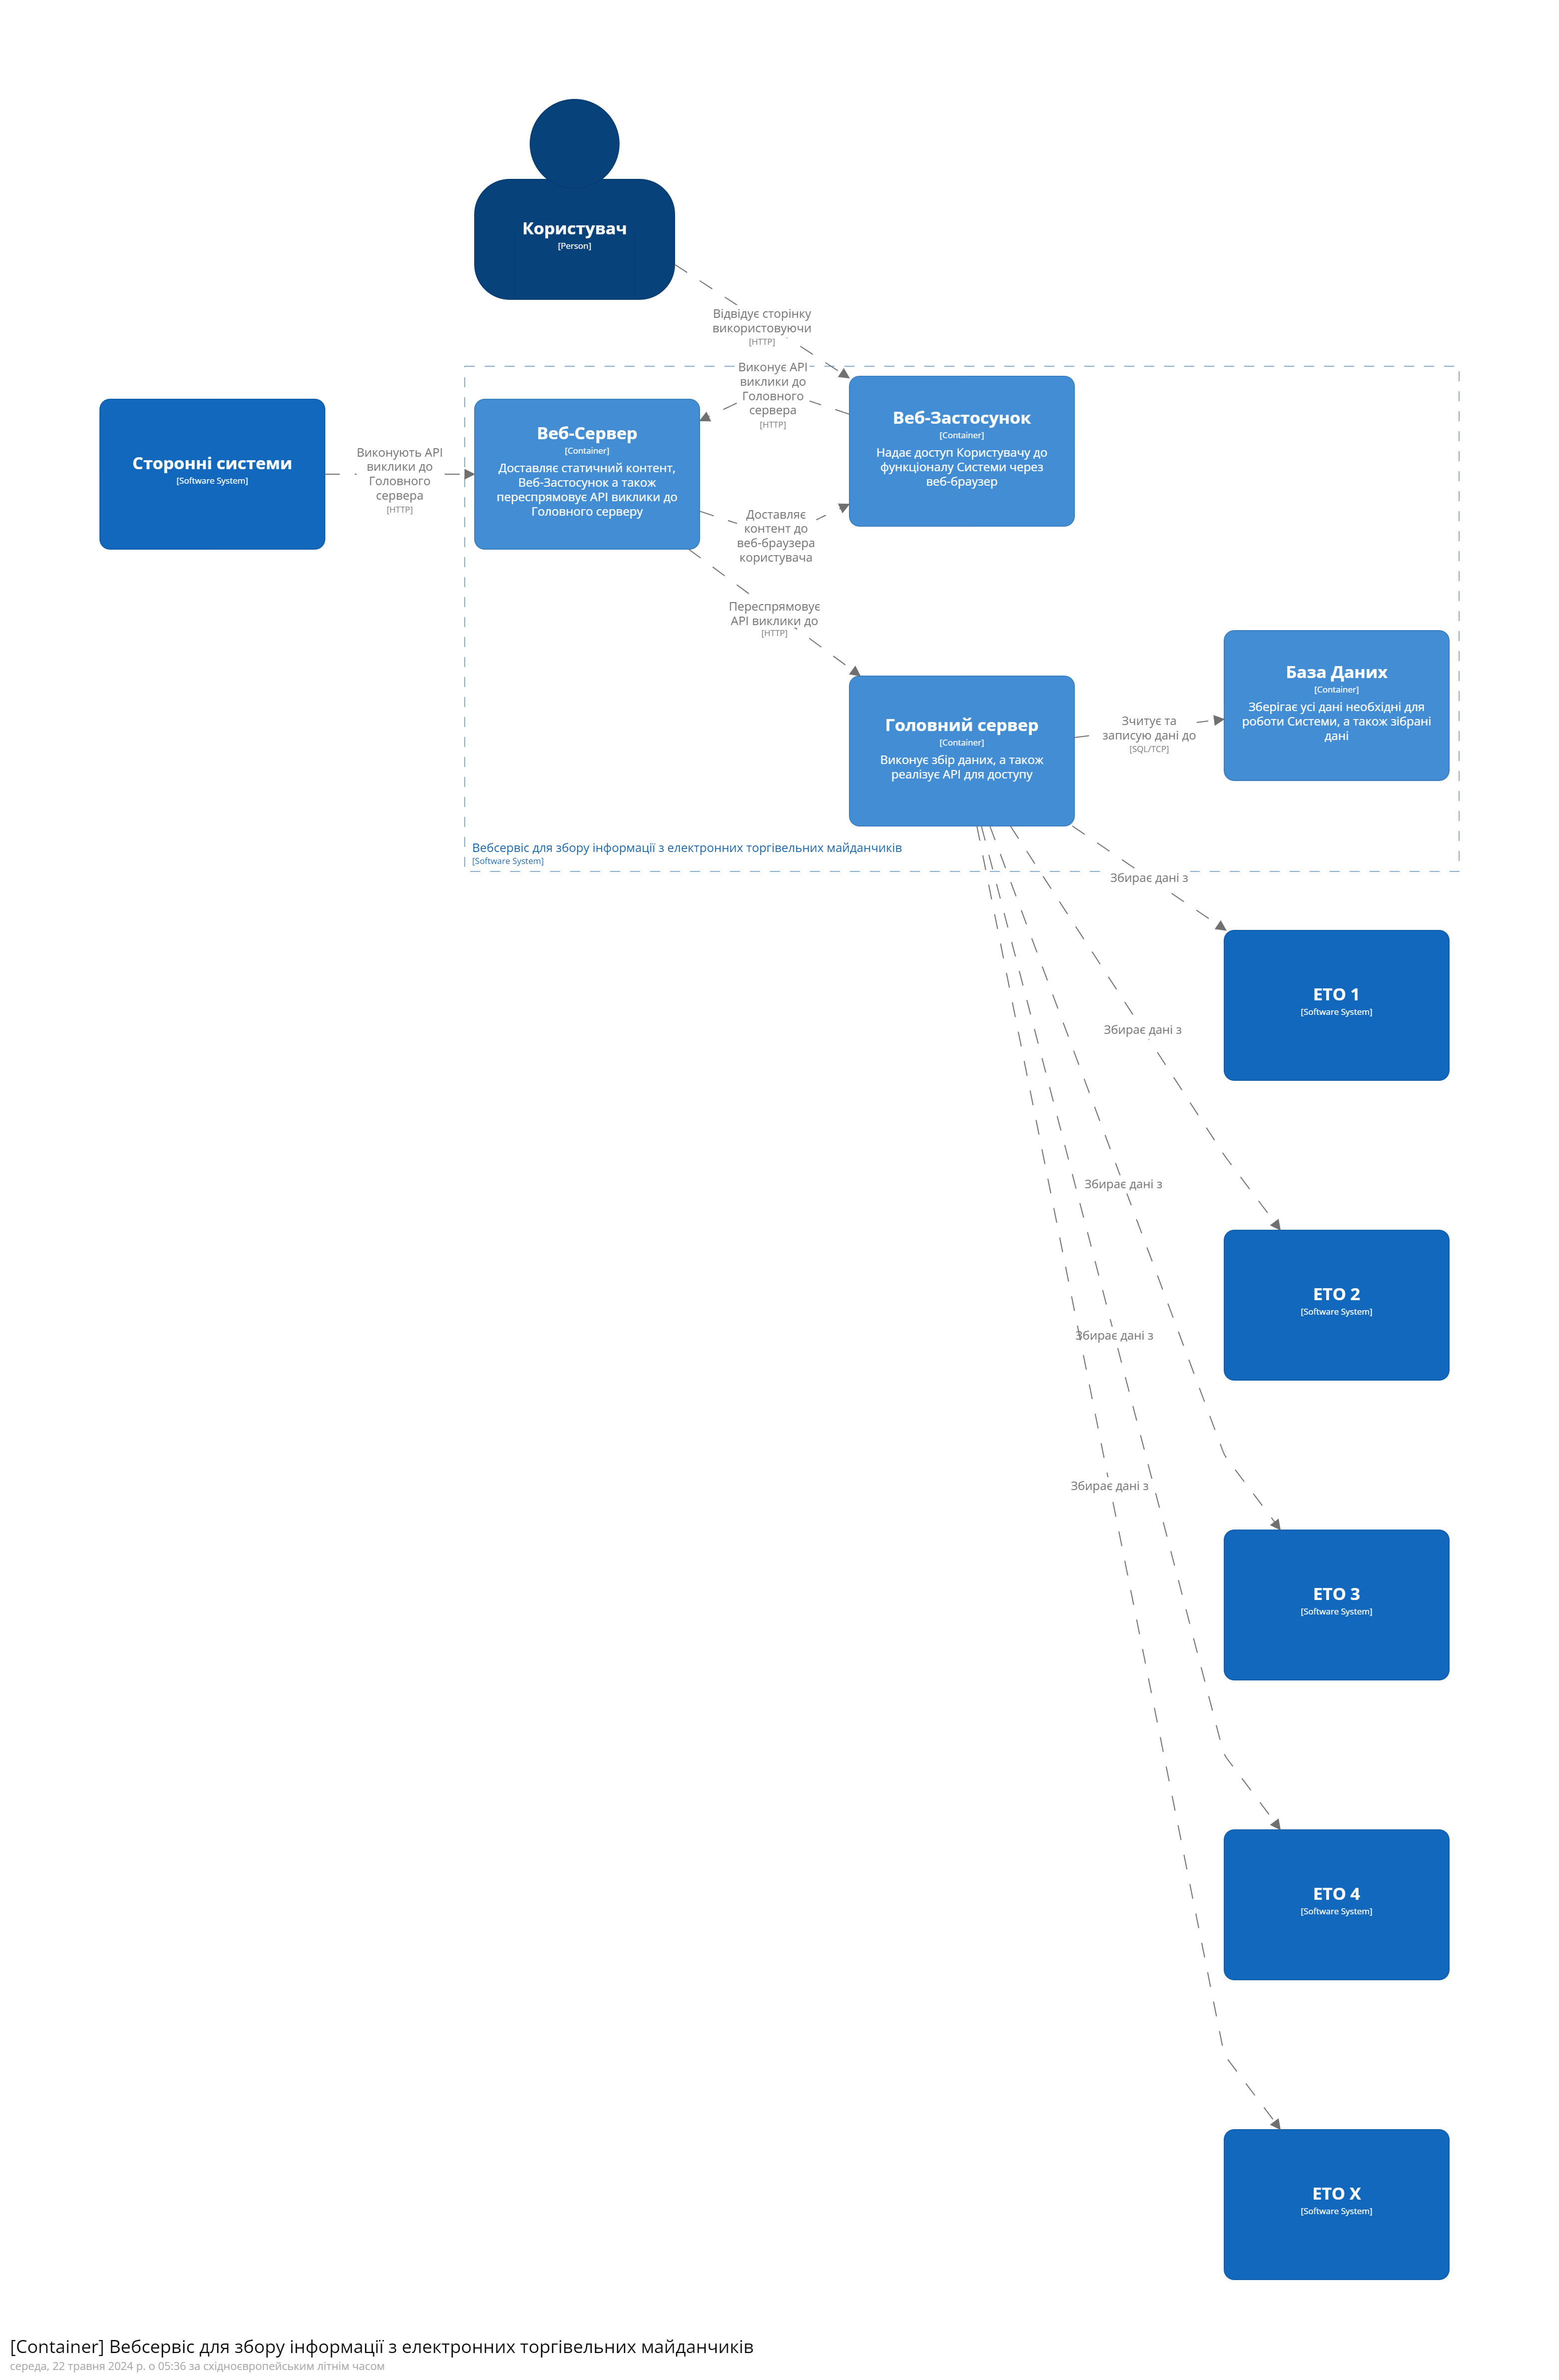 Користувач
[Person]
Відвідує сторінку
використовуючи
[HTTP]
Виконує API
виклики до
Головного
сервера
[HTTP]
Сторонні системи
[Software System]
Виконують API
виклики до
Головного
сервера
[HTTP]
Веб-Сервер
[Container]
Доставляє статичний контент,
Веб-Застосунок а також
переспрямовує API виклики до
Головного серверу
Веб-Застосунок
[Container]
Надає доступ Користувачу до
функціоналу Системи через
веб-браузер
Доставляє
контент до
веб-браузера
користувача
Переспрямовує
API виклики до
[HTTP]
Головний сервер
[Container]
Виконує збір даних, а також
реалізує API для доступу
Зчитує та
записую дані до
[SQL/TCP]
База Даних
[Container]
Зберігає усі дані необхідні для
роботи Системи, а також зібрані
дані
Вебсервіс для збору інформації з електронних торгівельних майданчиків
[Software System]
Збирає дані з
ETO 1
[Software System]
Збирає дані з
Збирає дані з
ETO 2
[Software System]
Збирає дані з
Збирає дані з
ETO 3
[Software System]
ETO 4
[Software System]
ETO X
[Software System]
[Container] Вебсервіс для збору інформації з електронних торгівельних майданчиків
середа, 22 травня 2024 р. о 05:36 за східноєвропейським літнім часом